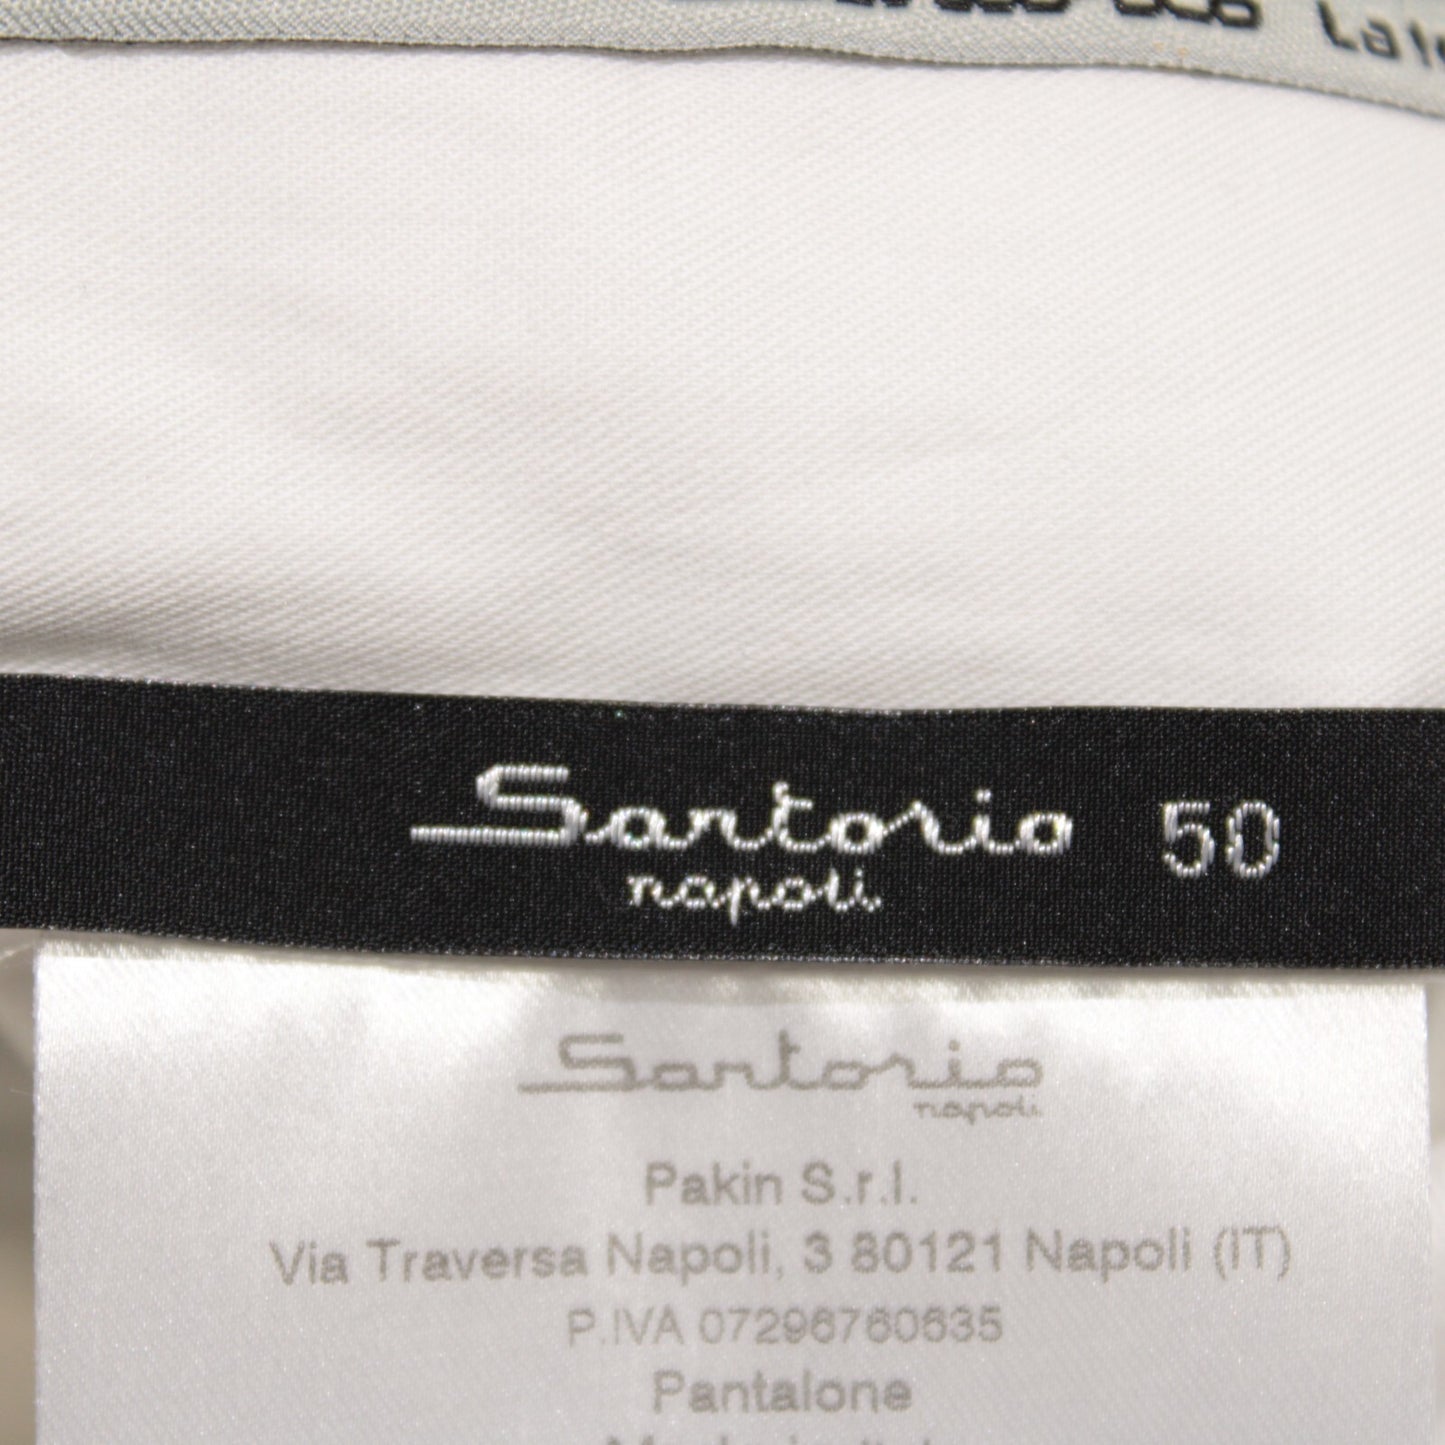 Sartorio 50
napoli
Sartorio
napoli
Pakin S.r.l.
Via Traversa Napoli, 3 80121 Napoli (IT)
P.IVA 07296760635
Pantalone